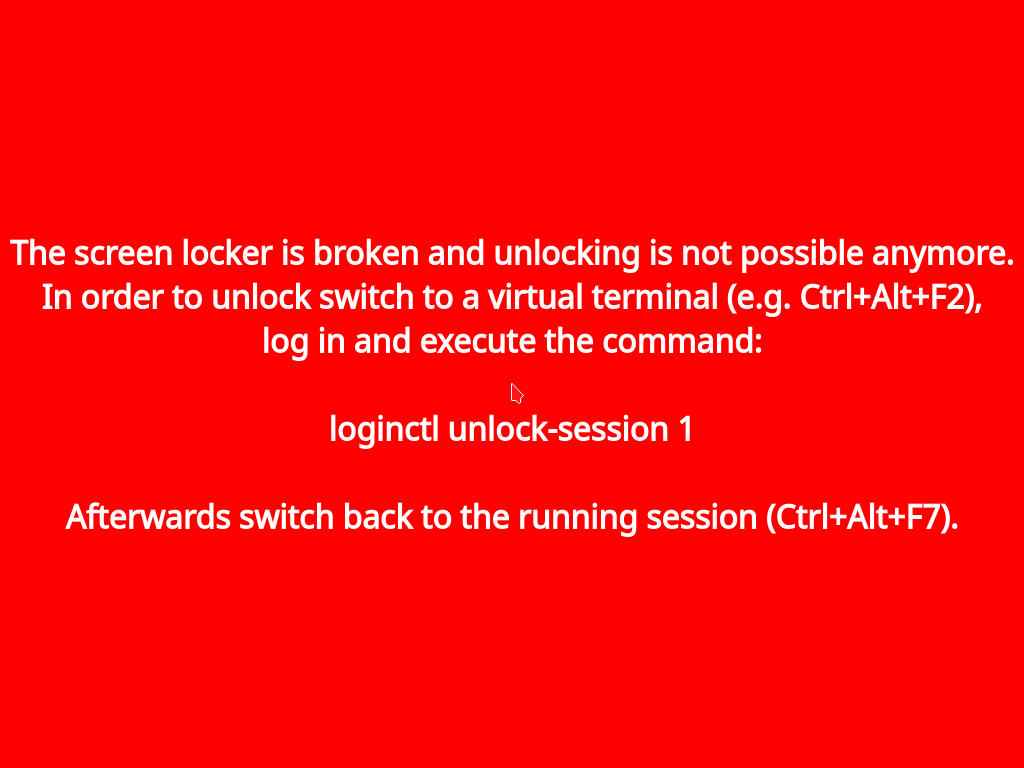 The screen locker is broken and unlocking is not possible anymore.
In order to unlock switch to a virtual terminal (e.g. Ctrl+Alt+F2),
log in and execute the command:
loginctl unlock-session 1
Afterwards switch back to the running session (Ctrl+Alt+F7).